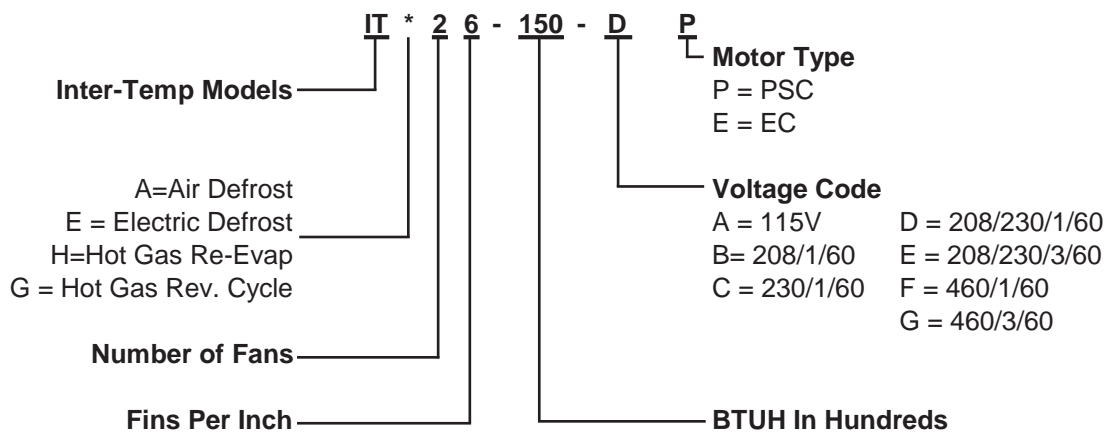 IT * 2 6 - 150 - D P
Motor Type
P = PSC
E = EC
Inter-Temp Models
A=Air Defrost
E = Electric Defrost
H=Hot Gas Re-Evap
G = Hot Gas Rev. Cycle
Voltage Code
A = 115V D = 208/230/1/60
B= 208/1/60 E = 208/230/3/60
C = 230/1/60 F = 460/1/60
G = 460/3/60
Number of Fans
Fins Per Inch
BTUH In Hundreds